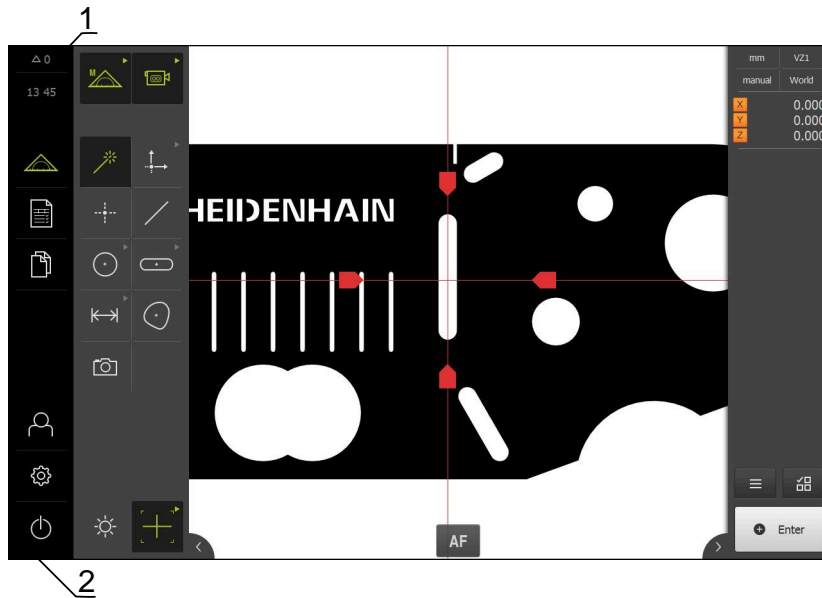 1
△ 0
mm VZ1
13 45
manual World
M
X 0.000
Y 0.000
Z 0.000
HEIDENHAIN
AF
Enter
2